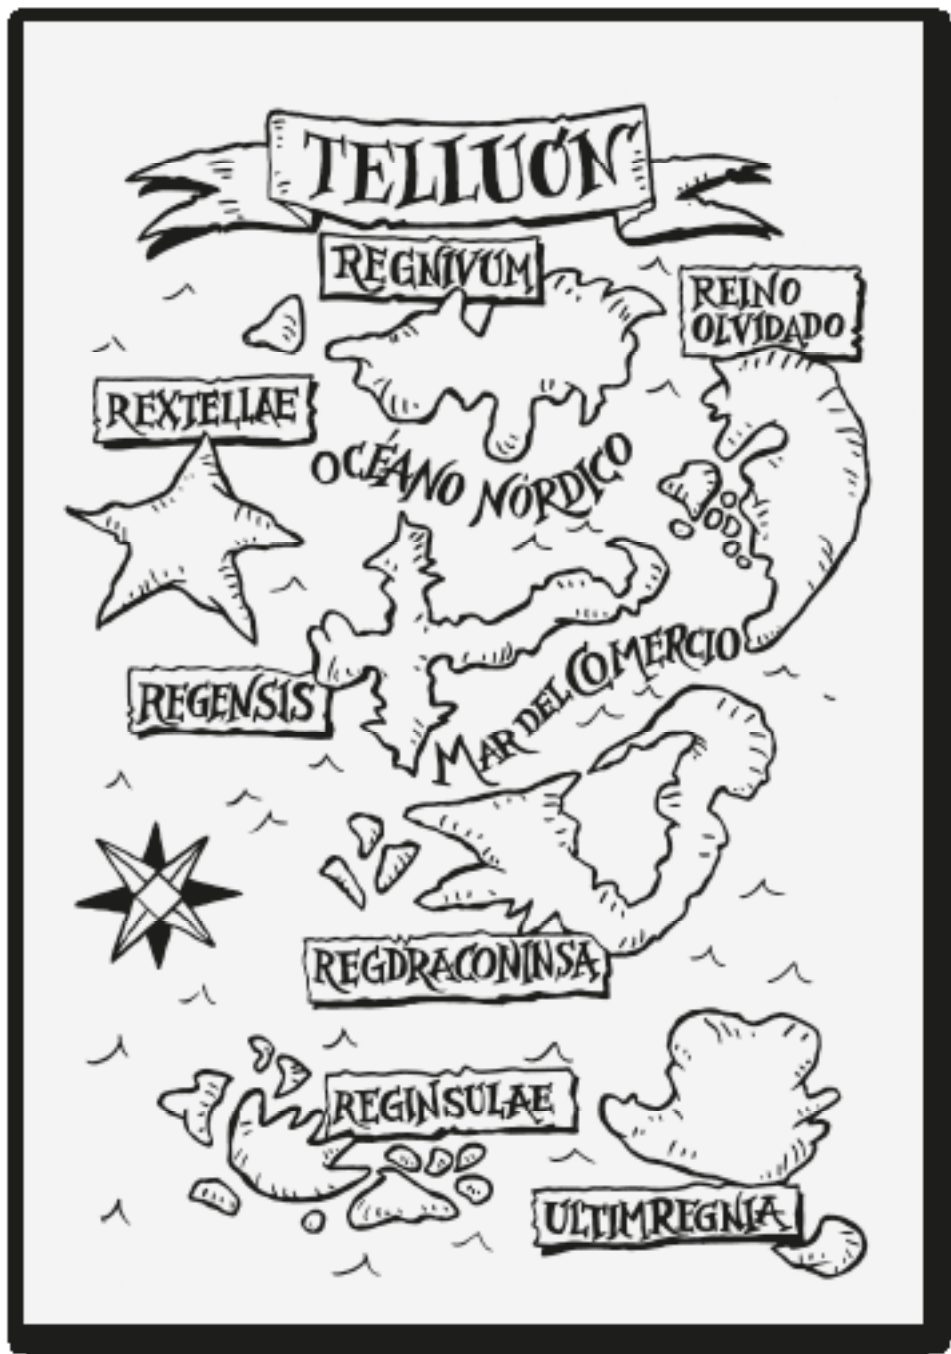 TELLUÓN
REGNIVUM
REINO
OLVIDADO
REXTELLAE
OCÉANO NÓRDICO
MAR DEL COMERCIO
REGENSIS
REGDRACONINSA
REGINSULAE
ULTIMREGNIA